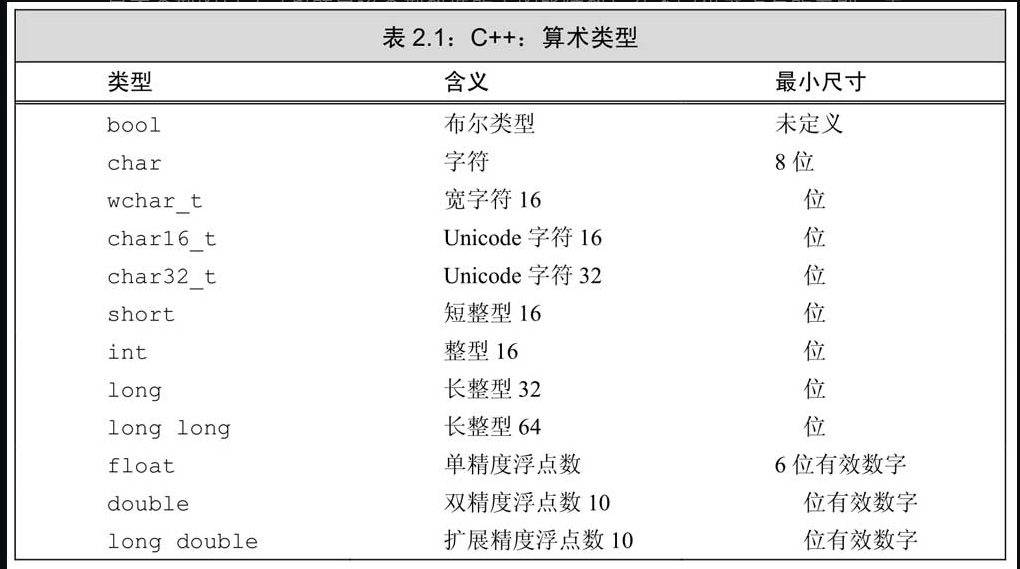 表 2.1：C++：算术类型
类型 含义 最小尺寸
bool 布尔类型 未定义
char 字符 8 位
wchar_t 宽字符 16 位
char16_t Unicode 字符 16 位
char32_t Unicode 字符 32 位
short 短整型 16 位
int 整型 16 位
long 长整型 32 位
long long 长整型 64 位
float 单精度浮点数 6 位有效数字
double 双精度浮点数 10 位有效数字
long double 扩展精度浮点数 10 位有效数字